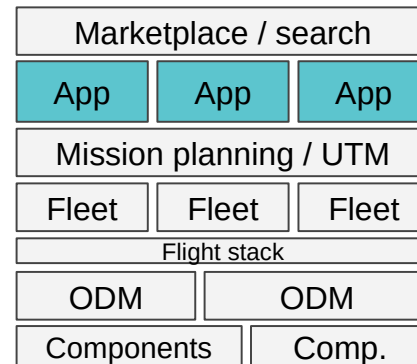 Marketplace / search
App App App
Mission planning / UTM
Fleet Fleet Fleet
Flight stack
ODM ODM
Components Comp.